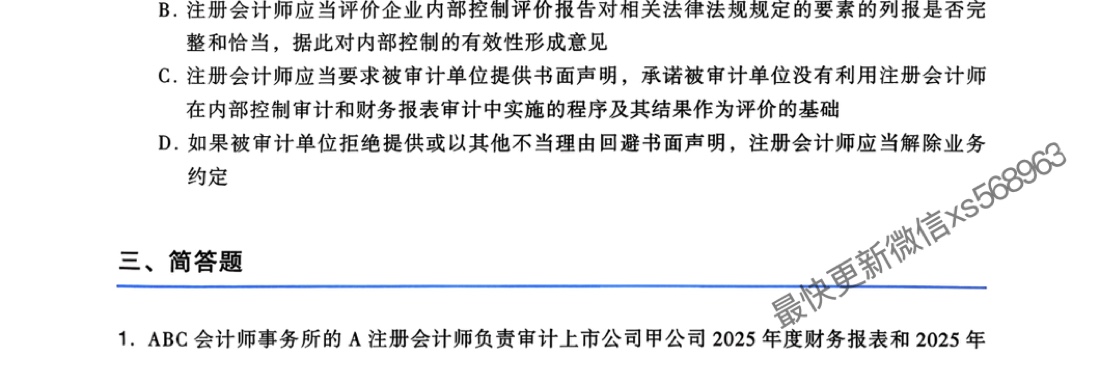 B. 注册会计师应当评价企业内部控制评价报告对相关法律法规规定的要素的列报是否完
整和恰当，据此对内部控制的有效性形成意见
C. 注册会计师应当要求被审计单位提供书面声明，承诺被审计单位没有利用注册会计师
在内部控制审计和财务报表审计中实施的程序及其结果作为评价的基础
D. 如果被审计单位拒绝提供或以其他不当理由回避书面声明，注册会计师应当解除业务
约定
最快更新微信xs568963
三、简答题
1. ABC 会计师事务所的 A 注册会计师负责审计上市公司甲公司 2025 年度财务报表和 2025 年